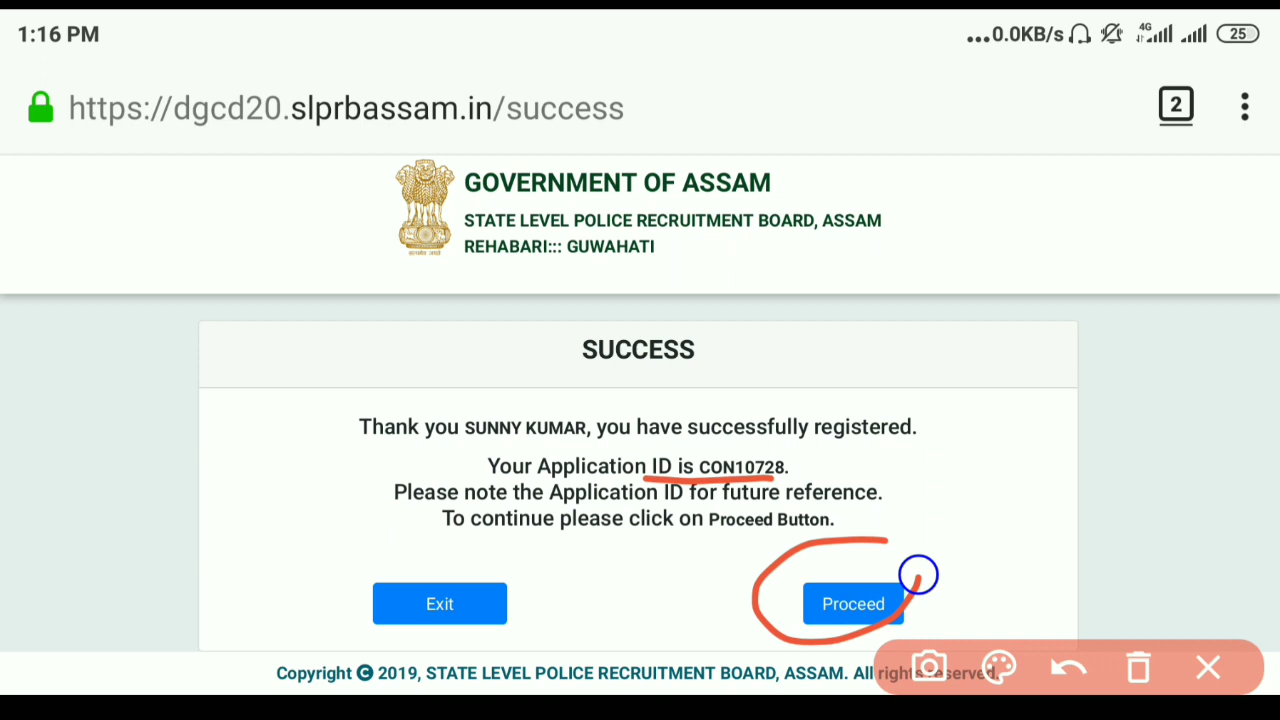 1:16 PM
...0.0KB/s 4G 25
https://dgcd20.slprbassam.in/success
2
GOVERNMENT OF ASSAM
STATE LEVEL POLICE RECRUITMENT BOARD, ASSAM
REHABARI::: GUWAHATI
SUCCESS
Thank you SUNNY KUMAR, you have successfully registered.
Your Application ID is CON10728.
Please note the Application ID for future reference.
To continue please click on Proceed Button.
Exit Proceed
Copyright © 2019, STATE LEVEL POLICE RECRUITMENT BOARD, ASSAM. All rights reserved.